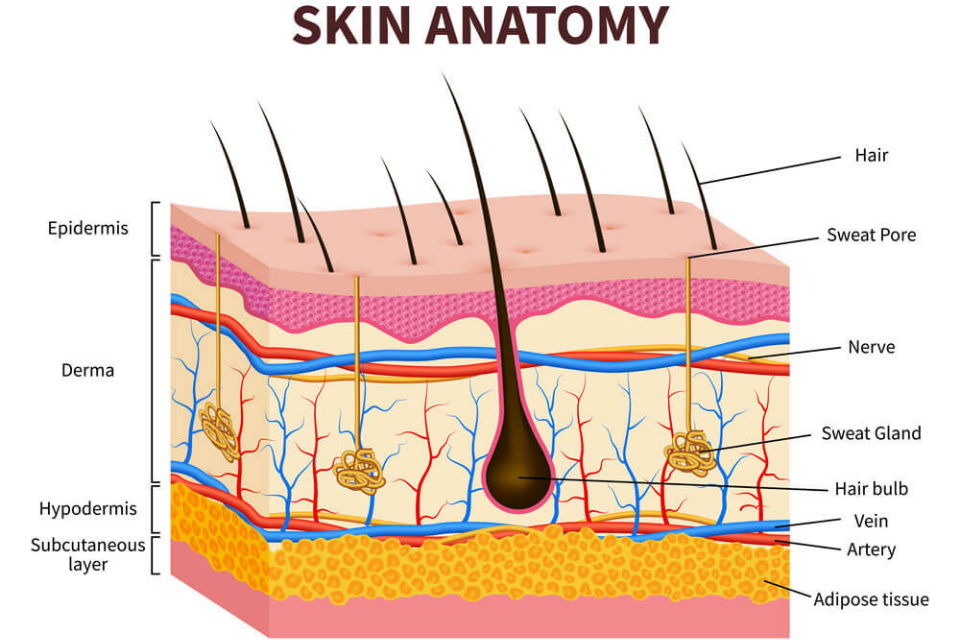 SKIN ANATOMY
Hair
Epidermis
Sweat Pore
Nerve
Derma
Sweat Gland
Hair bulb
Hypodermis
Vein
Subcutaneous
layer
Artery
Adipose tissue